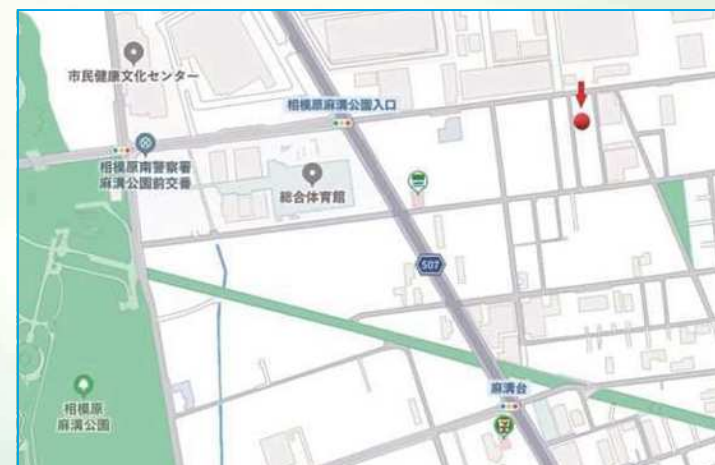 市民健康文化センター
相模原麻溝公園入口
相模原南警察署
麻溝公園前交番
総合体育館
507
麻溝台
相模原
麻溝公園